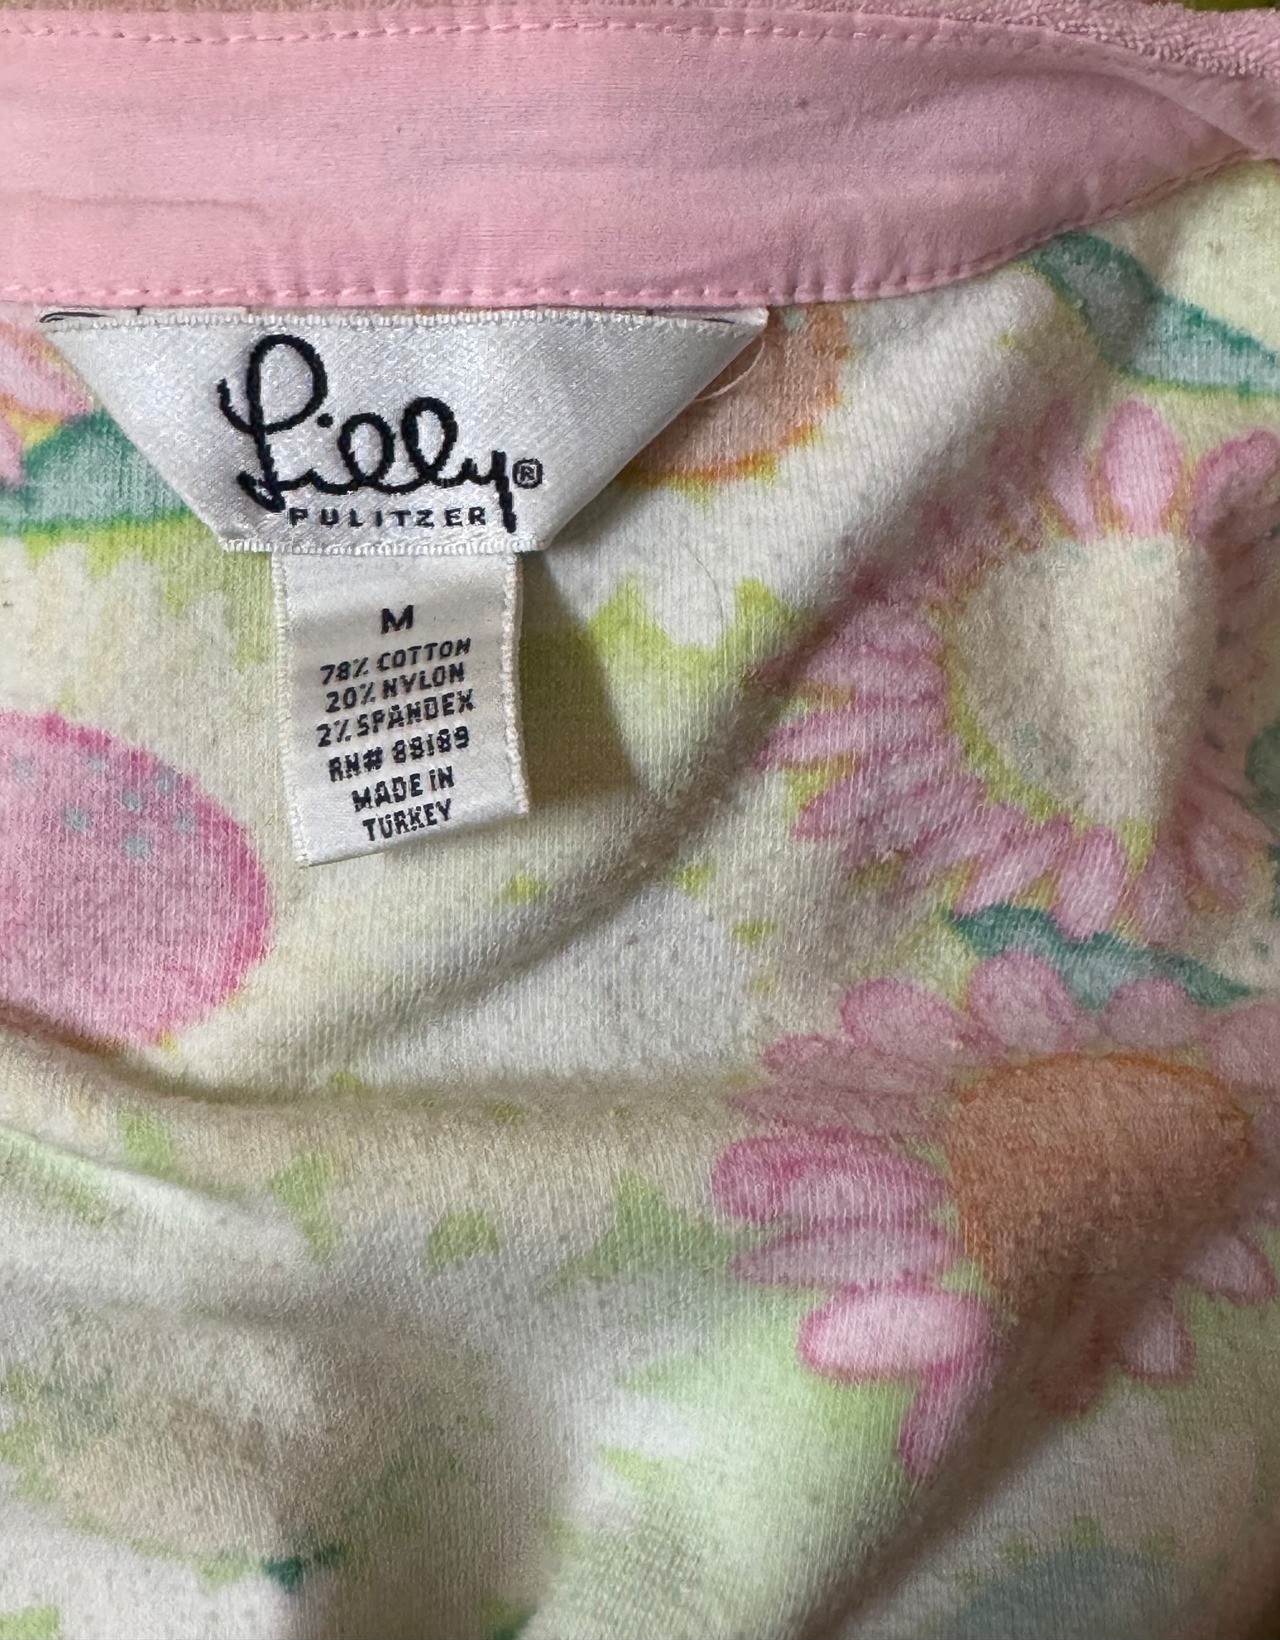 Lilly®
PULITZER
M
78% COTTON
20% NYLON
2% SPANDEX
RN# 88189
MADE IN
TURKEY